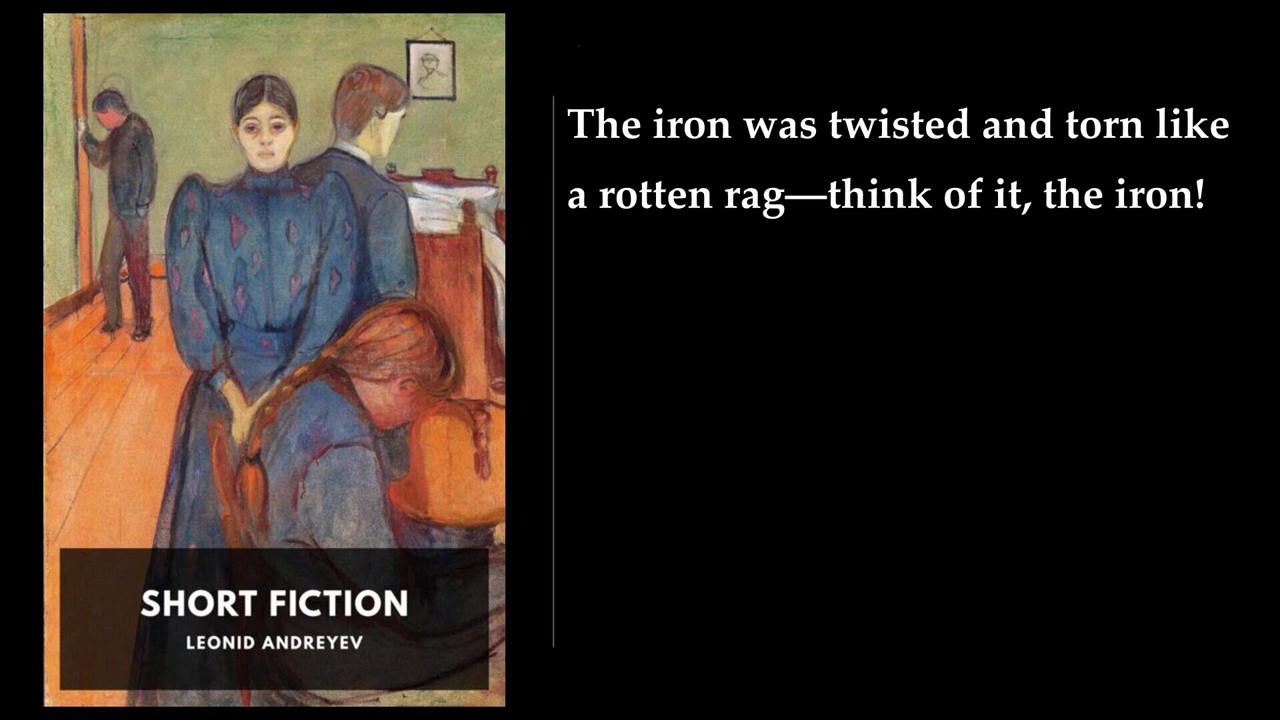 SHORT FICTION
LEONID ANDREYEV
The iron was twisted and torn like
a rotten rag—think of it, the iron!